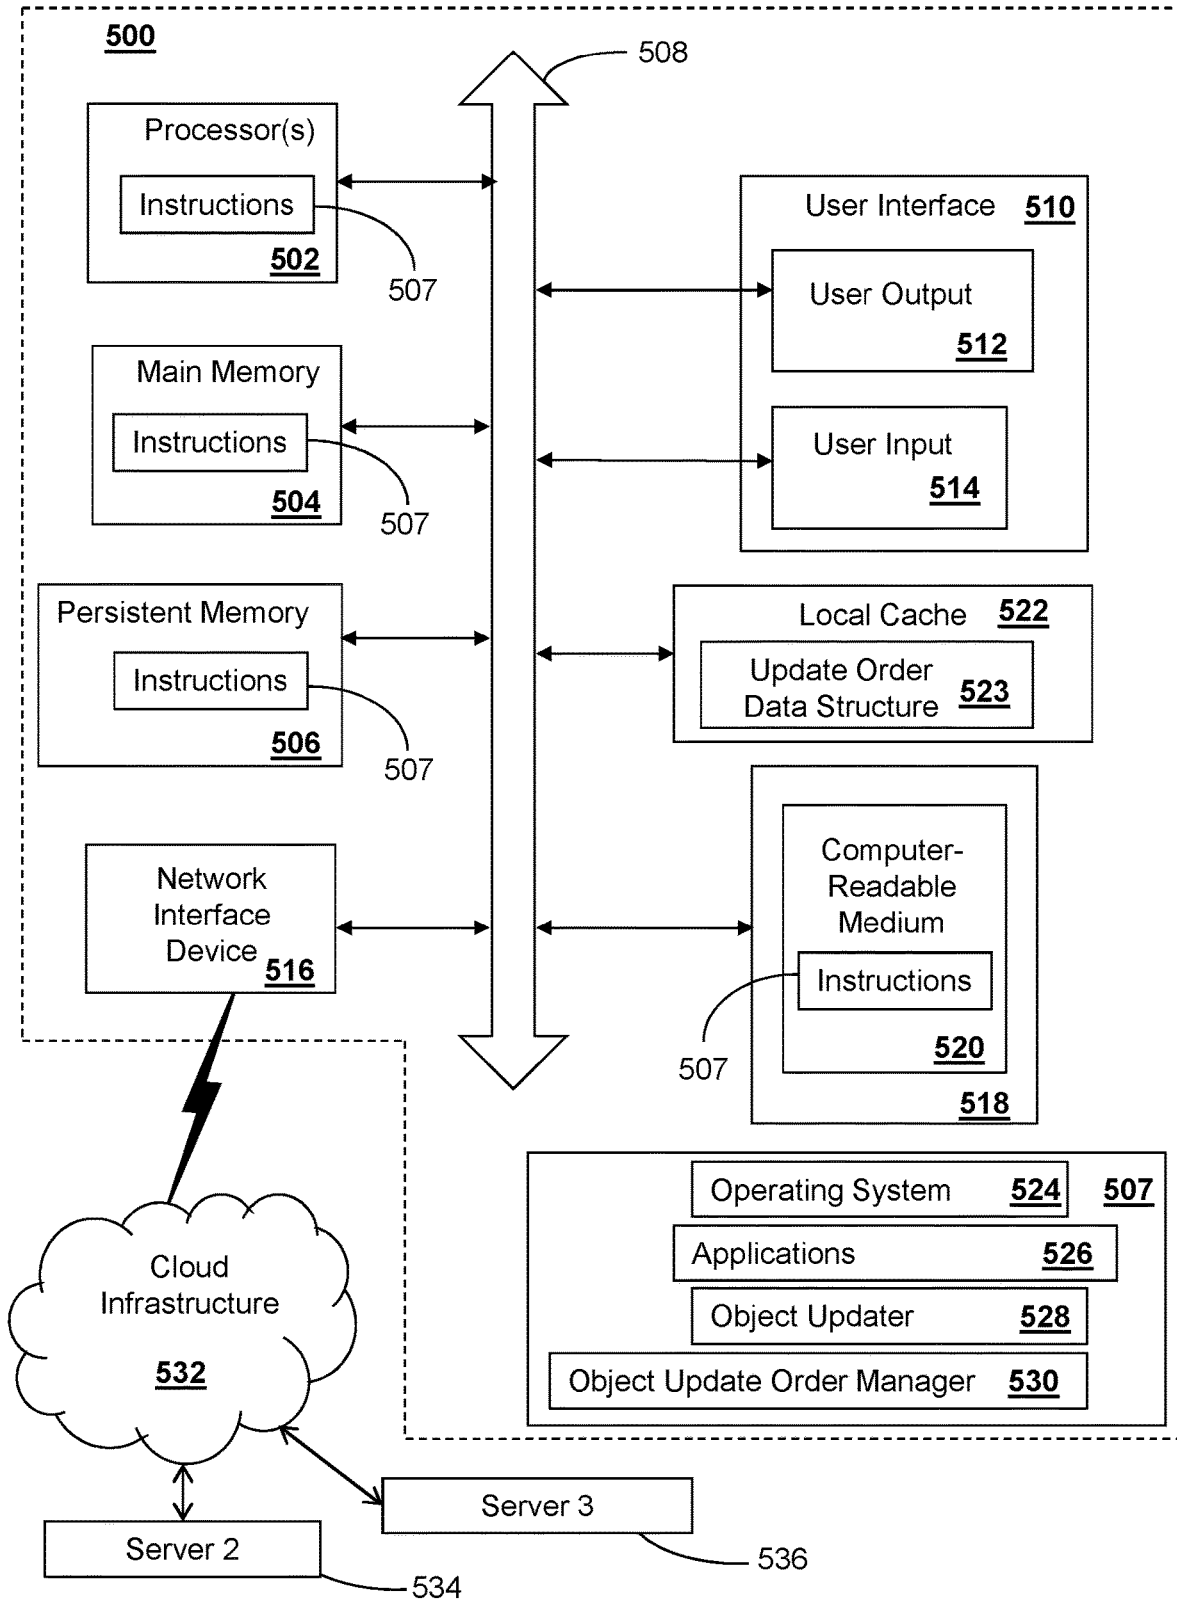 500
508
Processor(s)
Instructions
502
507
User Interface 510
User Output
512
Main Memory
Instructions
504
507
User Input
514
Persistent Memory
Instructions
506
507
Local Cache 522
Update Order
Data Structure 523
Network
Interface
Device
516
Computer-
Readable
Medium
Instructions
507
520
518
Operating System 524
507
Applications 526
Object Updater 528
Object Update Order Manager 530
Cloud
Infrastructure
532
Server 3
536
Server 2
534